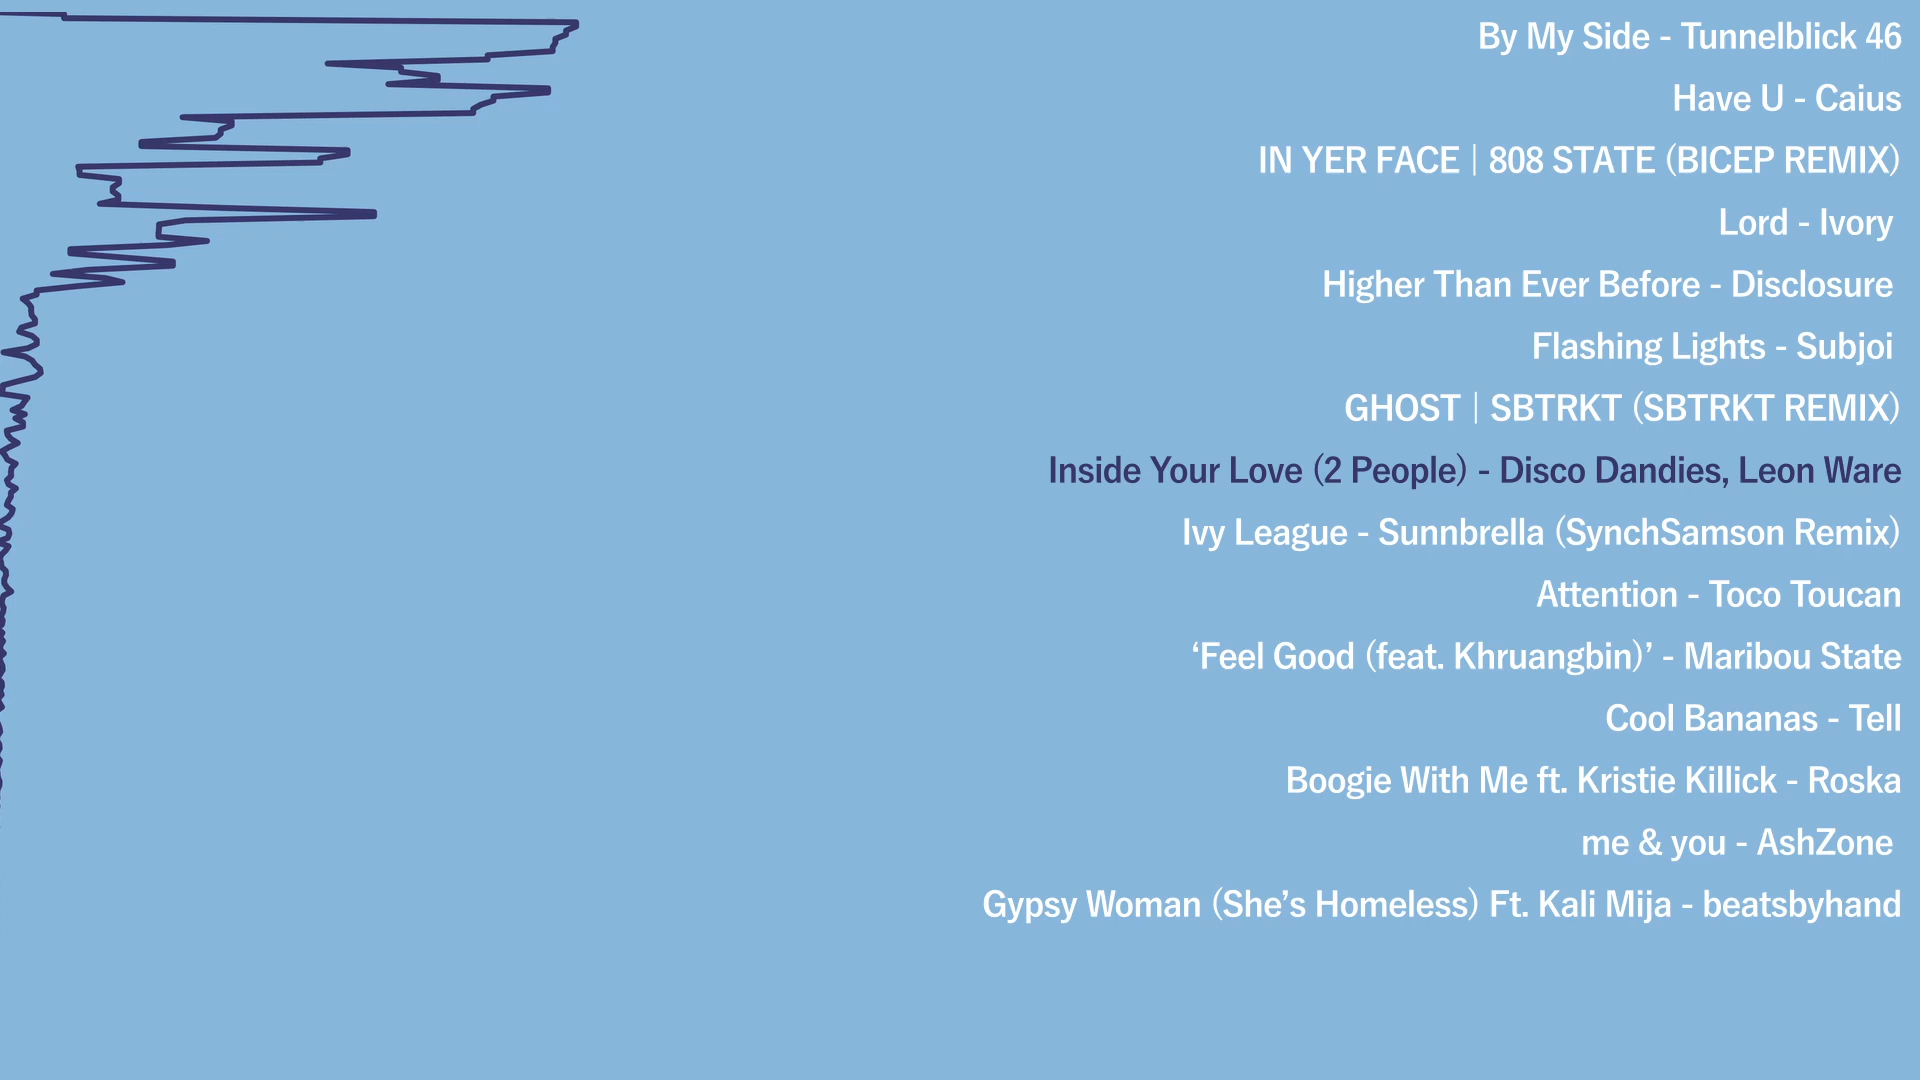 By My Side - Tunnelblick 46
Have U - Caius
IN YER FACE | 808 STATE (BICEP REMIX)
Lord - Ivory
Higher Than Ever Before - Disclosure
Flashing Lights - Subjoi
GHOST | SBTRKT (SBTRKT REMIX)
Inside Your Love (2 People) - Disco Dandies, Leon Ware
Ivy League - Sunnbrella (SynchSamson Remix)
Attention - Toco Toucan
‘Feel Good (feat. Khruangbin)’ - Maribou State
Cool Bananas - Tell
Boogie With Me ft. Kristie Killick - Roska
me & you - AshZone
Gypsy Woman (She’s Homeless) Ft. Kali Mija - beatsbyhand